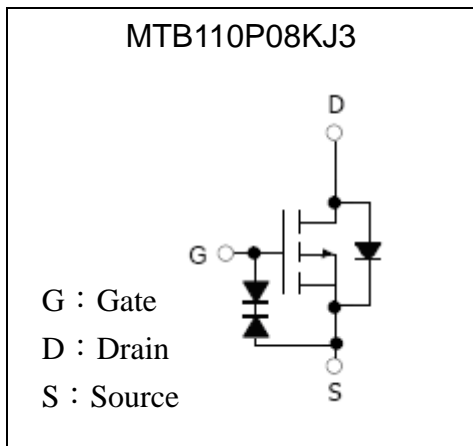 MTB110P08KJ3
D
G
G：Gate
D：Drain
S：Source
S